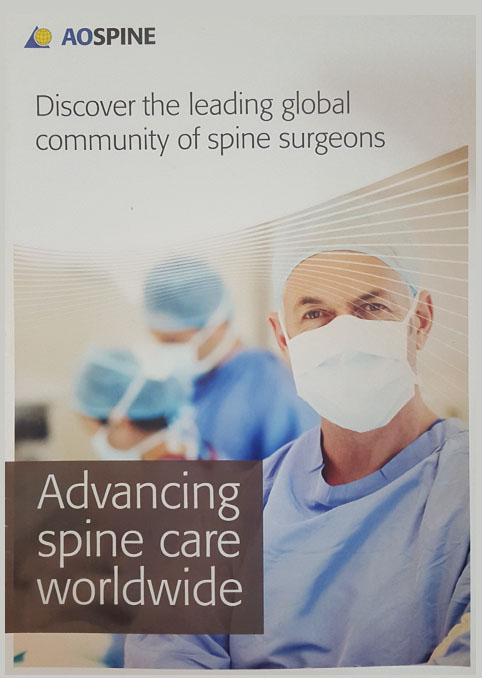 AOSPINE
Discover the leading global
community of spine surgeons
Advancing
spine care
worldwide